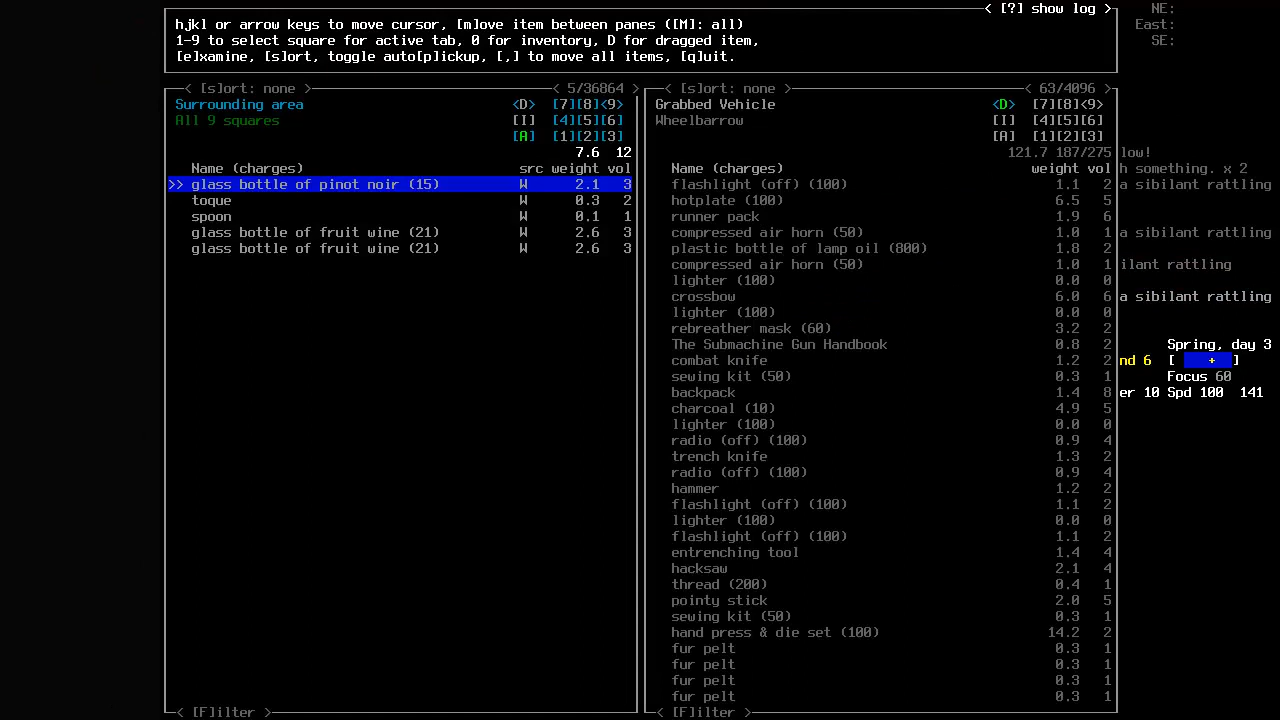 < [?] show log >
hjkl or arrow keys to move cursor, [m]ove item between panes ([M]: all)
1-9 to select square for active tab, 0 for inventory, D for dragged item,
[e]xamine, [s]ort, toggle auto[p]ickup, [,] to move all items, [q]uit.
NE:
East:
SE:
< [s]ort: none > < 5/36864 >
Surrounding area <D> [7][8]<9>
All 9 squares [I] [4][5][6]
[A] [1][2][3]
7.6 12
Name (charges) src weight vol
>> glass bottle of pinot noir (15) W 2.1 3
toque W 0.3 2
spoon W 0.1 1
glass bottle of fruit wine (21) W 2.6 3
glass bottle of fruit wine (21) W 2.6 3
< [F]ilter >
< [s]ort: none > < 63/4096 >
Grabbed Vehicle <D> [7][8]<9>
Wheelbarrow [I] [4][5][6]
[A] [1][2][3]
121.7 187/275
Name (charges) weight vol
flashlight (off) (100) 1.1 2
hotplate (100) 6.5 5
runner pack 1.9 6
compressed air horn (50) 1.0 1
plastic bottle of lamp oil (800) 1.8 2
compressed air horn (50) 1.0 1
lighter (100) 0.0 0
crossbow 6.0 6
lighter (100) 0.0 0
rebreather mask (60) 3.2 2
The Submachine Gun Handbook 0.8 2
combat knife 1.2 2
sewing kit (50) 0.3 1
backpack 1.4 8
charcoal (10) 4.9 5
lighter (100) 0.0 0
radio (off) (100) 0.9 4
trench knife 1.3 2
radio (off) (100) 0.9 4
hammer 1.2 2
flashlight (off) (100) 1.1 2
lighter (100) 0.0 0
flashlight (off) (100) 1.1 2
entrenching tool 1.4 4
hacksaw 2.1 4
thread (200) 0.4 1
pointy stick 2.0 5
sewing kit (50) 0.3 1
hand press & die set (100) 14.2 2
fur pelt 0.3 1
fur pelt 0.3 1
fur pelt 0.3 1
fur pelt 0.3 1
< [F]ilter >
low!
h something. x 2
a sibilant rattling
a sibilant rattling
ilant rattling
a sibilant rattling
Spring, day 3
nd 6 [ + ]
Focus 60
er 10 Spd 100 141